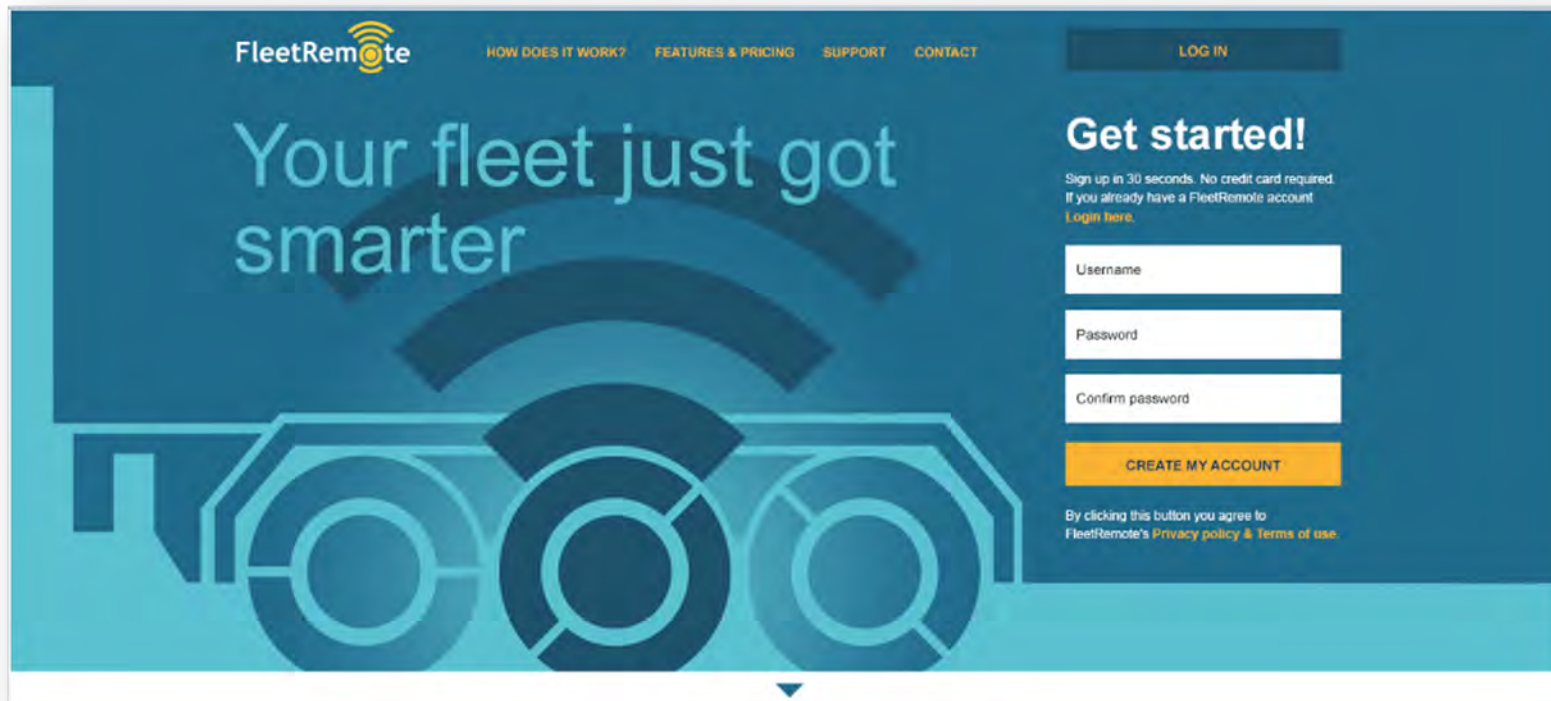 FleetRemote
HOW DOES IT WORK?
FEATURES & PRICING
SUPPORT
CONTACT
LOG IN
Your fleet just got
smarter
Get started!
Sign up in 30 seconds. No credit card required.
If you already have a FleetRemote account
Login here.
Username
Password
Confirm password
CREATE MY ACCOUNT
By clicking this button you agree to
FleetRemote's Privacy policy & Terms of use.